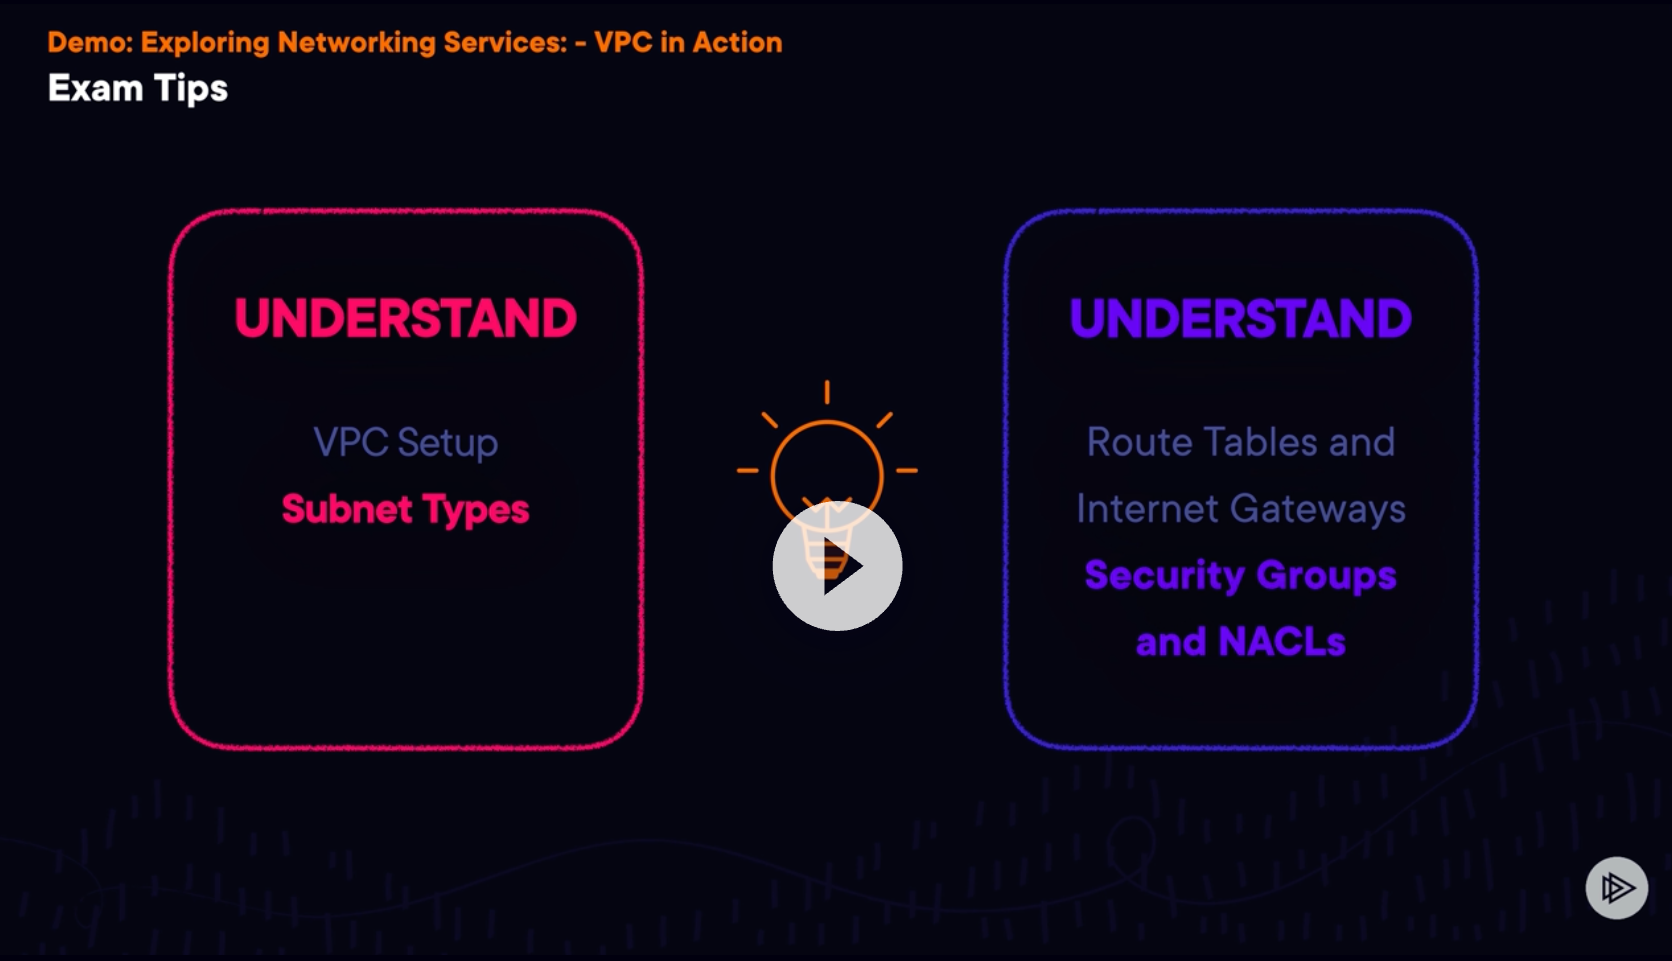 Demo: Exploring Networking Services: - VPC in Action
Exam Tips
UNDERSTAND
VPC Setup
Subnet Types
UNDERSTAND
Route Tables and
Internet Gateways
Security Groups
and NACLs